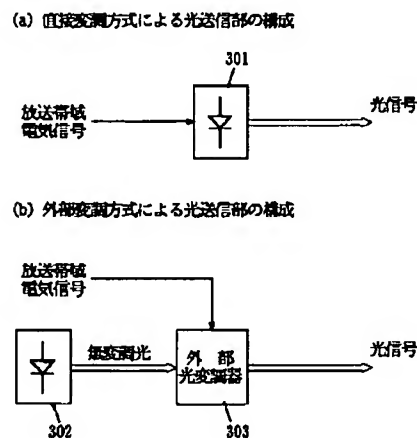 (a) 直接変調方式による光送信部の構成
301
放送帯域
電気信号
光信号
(b) 外部変調方式による光送信部の構成
放送帯域
電気信号
無変調光
外部
光変調器
光信号
302
303